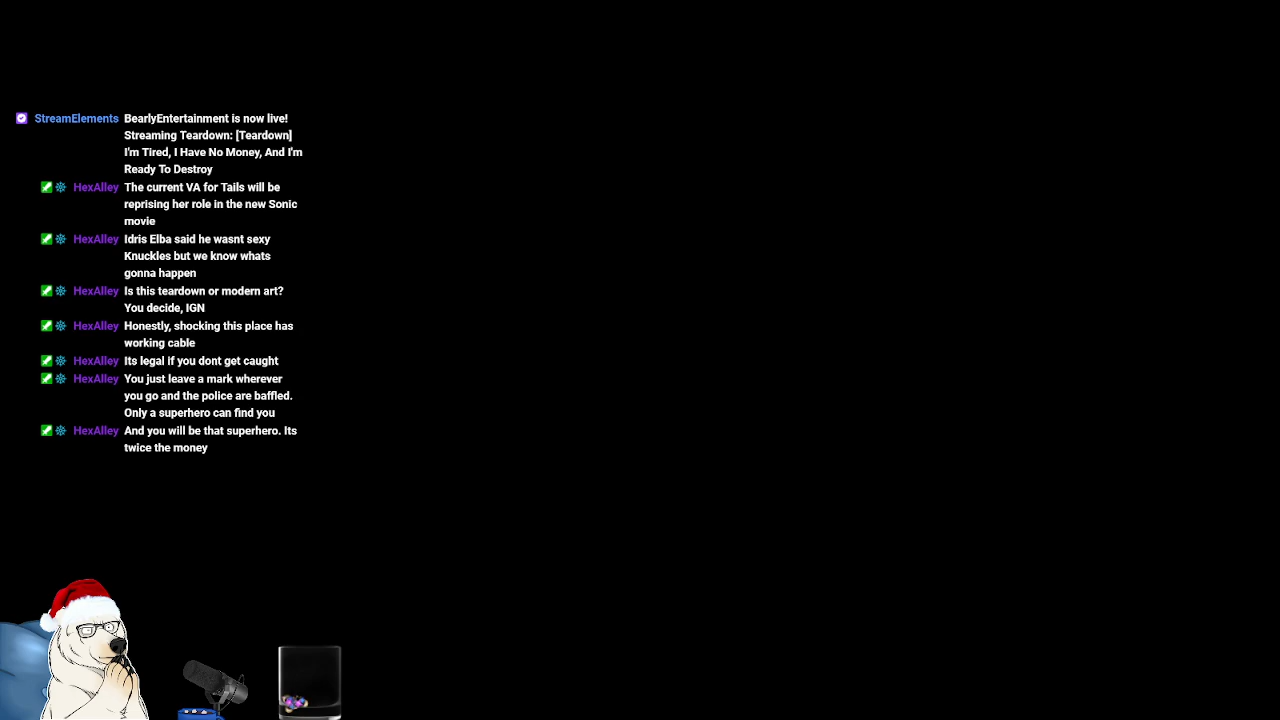 StreamElements BearlyEntertainment is now live!
Streaming Teardown: [Teardown]
I'm Tired, I Have No Money, And I'm
Ready To Destroy
HexAlley The current VA for Tails will be
reprising her role in the new Sonic
movie
HexAlley Idris Elba said he wasnt sexy
Knuckles but we know whats
gonna happen
HexAlley Is this teardown or modern art?
You decide, IGN
HexAlley Honestly, shocking this place has
working cable
HexAlley Its legal if you dont get caught
HexAlley You just leave a mark wherever
you go and the police are baffled.
Only a superhero can find you
HexAlley And you will be that superhero. Its
twice the money